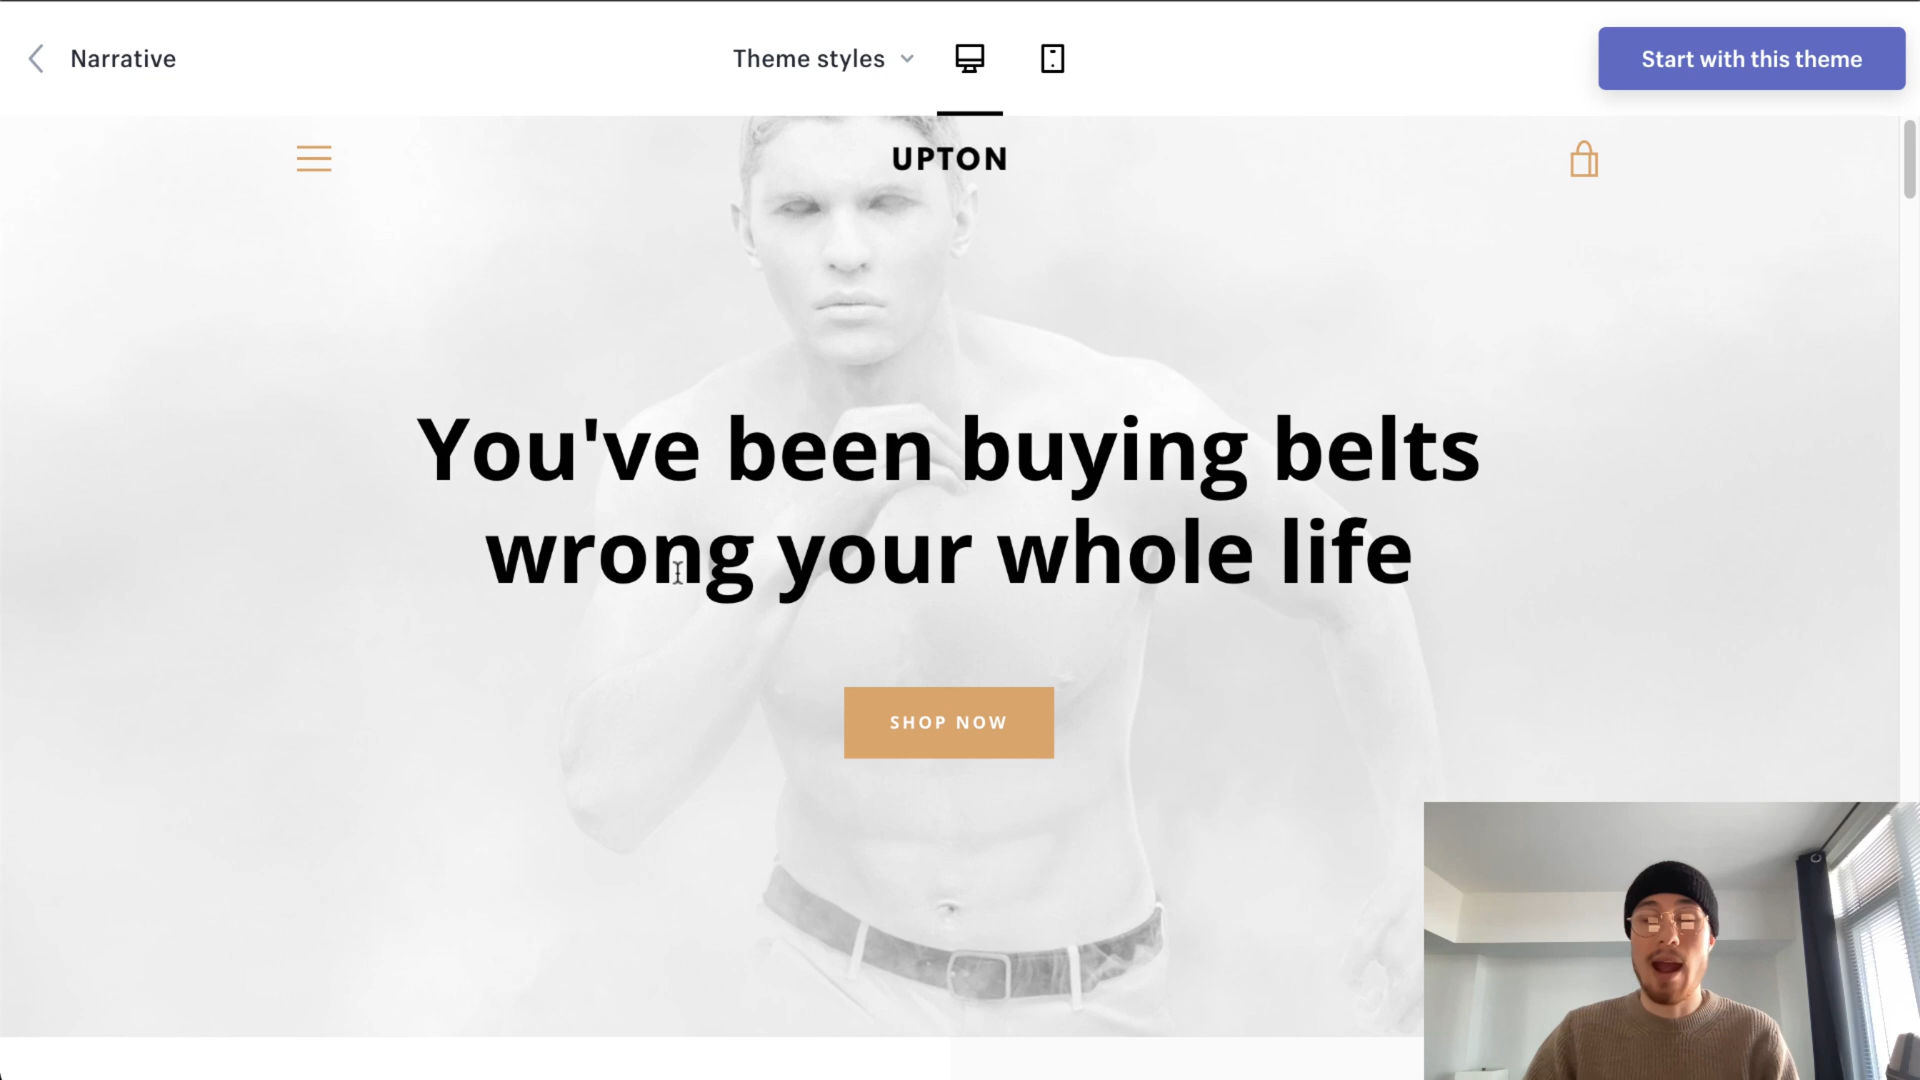 Narrative
Theme styles
Start with this theme
UPTON
You've been buying belts
wrong your whole life
SHOP NOW